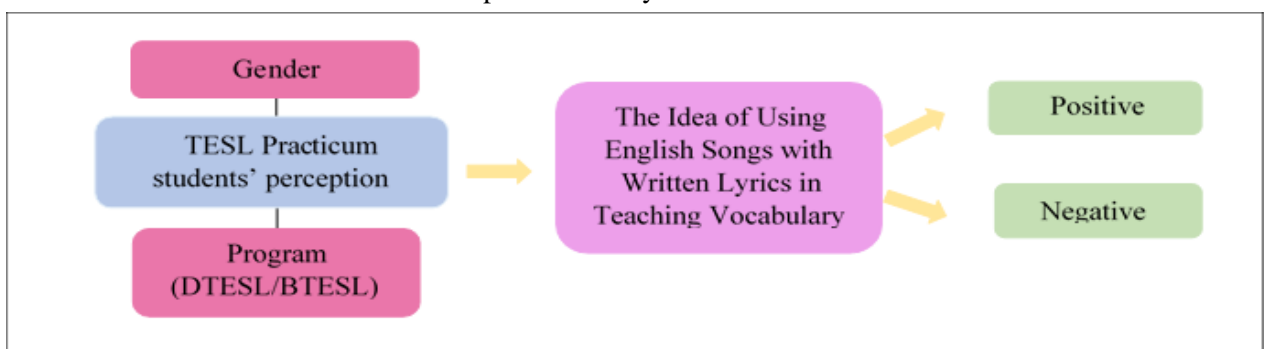 Gender
TESL Practicum
students' perception
Program
(DTESL/BTESL)
The Idea of Using
English Songs with
Written Lyrics in
Teaching Vocabulary
Positive
Negative